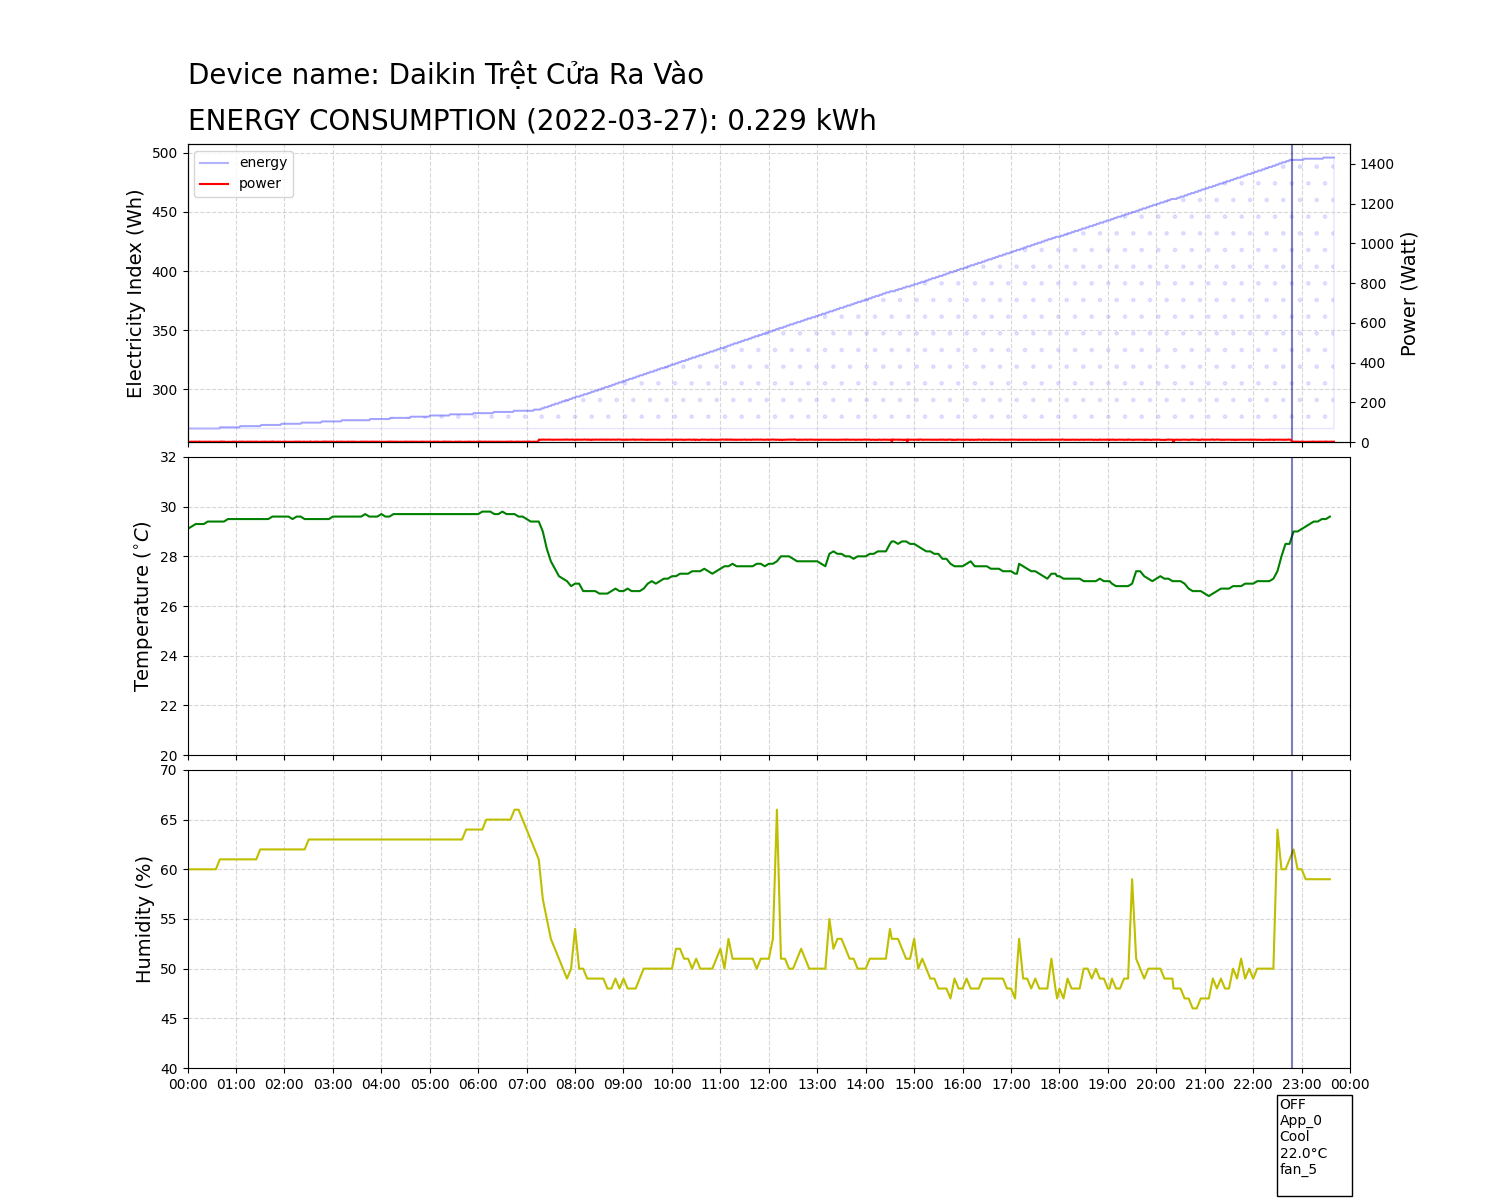 Device name: Daikin Trệt Cửa Ra Vào
ENERGY CONSUMPTION (2022-03-27): 0.229 kWh
energy
power
500
450
400
350
300
Electricity Index (Wh)
1400
1200
1000
800
600
400
200
0
Power (Watt)
32
30
28
26
24
22
20
Temperature (°C)
70
65
60
55
50
45
40
Humidity (%)
00:00 01:00 02:00 03:00 04:00 05:00 06:00 07:00 08:00 09:00 10:00 11:00 12:00 13:00 14:00 15:00 16:00 17:00 18:00 19:00 20:00 21:00 22:00 23:00 00:00
OFF
App_0
Cool
22.0°C
fan_5